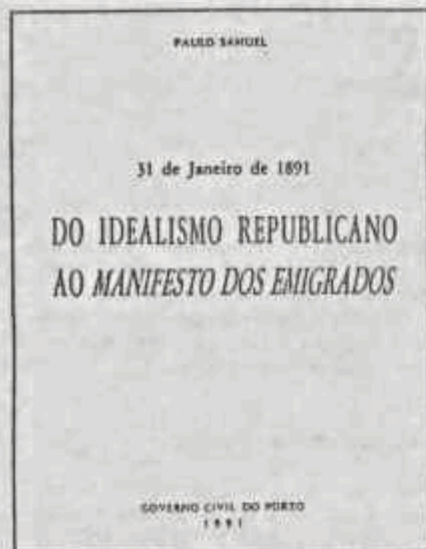 PAULO SAMUEL
31 de Janeiro de 1891
DO IDEALISMO REPUBLICANO
AO MANIFESTO DOS EMIGRADOS
GOVERNO CIVIL DO PORTO
1991